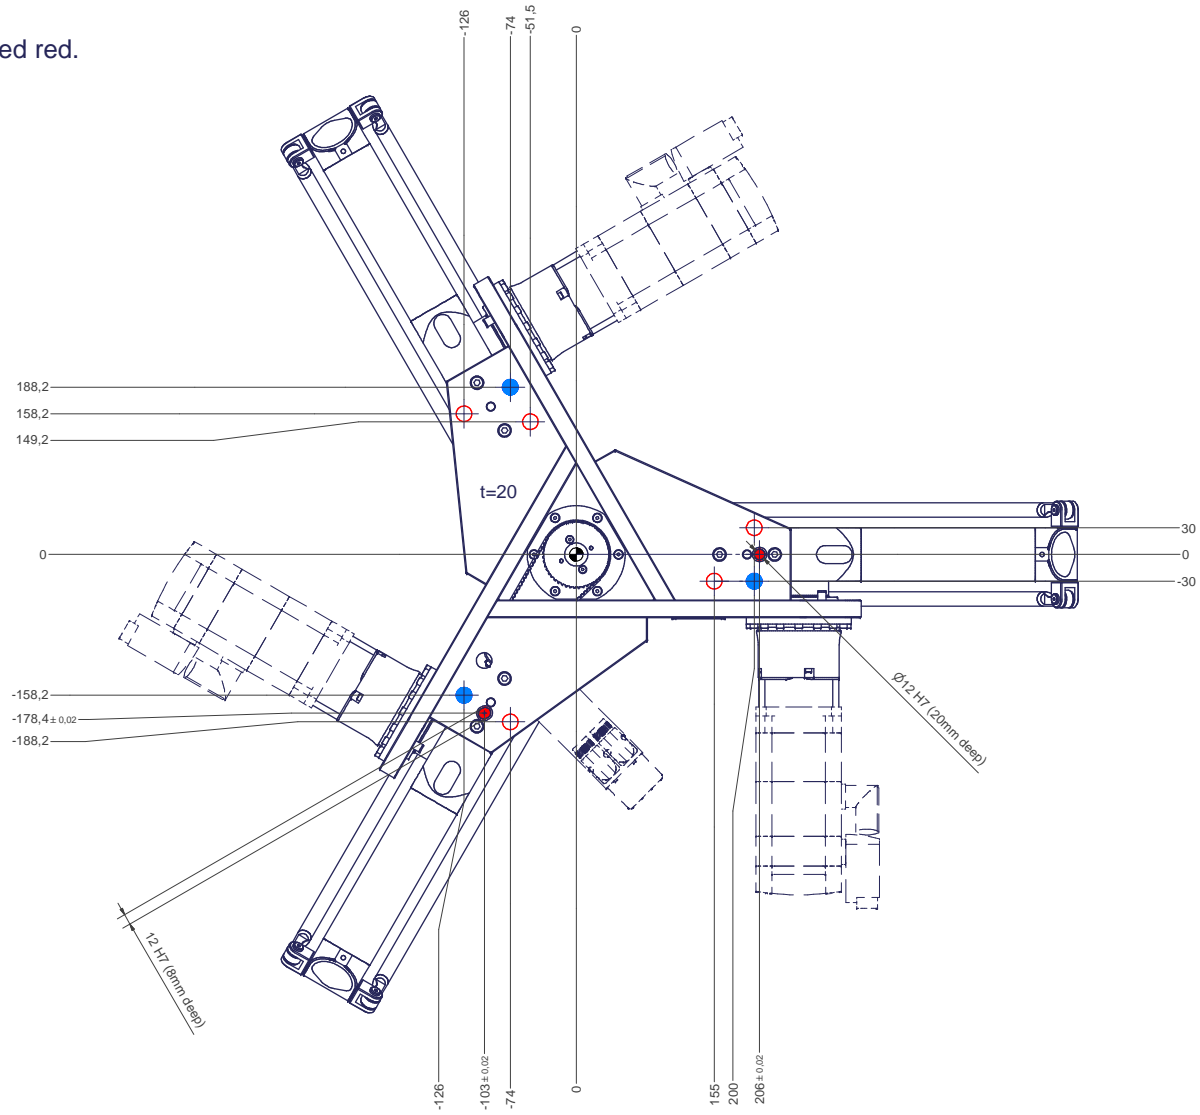 -126
-74
-51,5
0
ed red.
188,2
158,2
149,2
t=20
30
0
0
-30
-158,2
-178,4 ± 0,02
-188,2
Ø12 H7 (20mm deep)
12 H7 (8mm deep)
-126
-103 ± 0,02
-74
0
155
200
206 ± 0,02